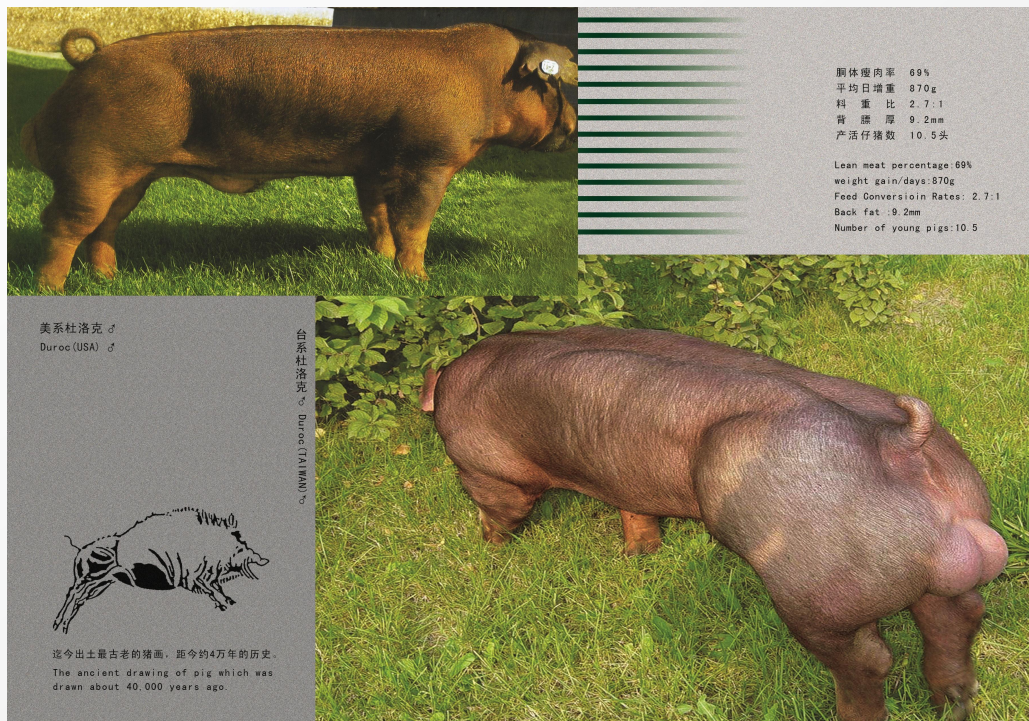 胴体瘦肉率 69%
平均日增重 870g
料重比 2.7:1
背膘厚 9.2mm
产活仔猪数 10.5头
Lean meat percentage:69%
weight gain/days:870g
Feed Conversioin Rates: 2.7:1
Back fat :9.2mm
Number of young pigs:10.5
美系杜洛克 ♂
Duroc(USA) ♂
台系杜洛克 ♂ Duroc(TAIWAN) ♂
迄今出土最古老的猪画，距今约4万年的历史。
The ancient drawing of pig which was
drawn about 40,000 years ago.